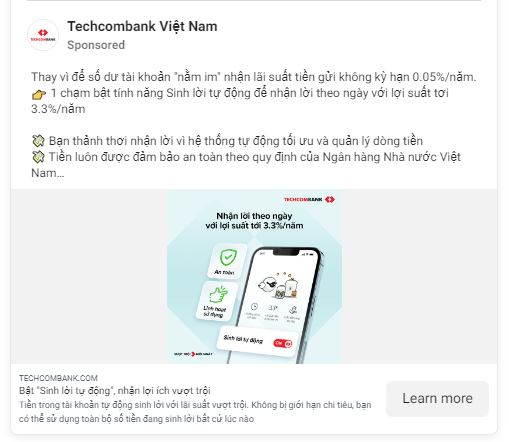 TECHCOMBANK
Techcombank Việt Nam
Sponsored
Thay vì để số dư tài khoản "nằm im" nhận lãi suất tiền gửi không kỳ hạn 0.05%/năm.
👉 1 chạm bật tính năng Sinh lời tự động để nhận lời theo ngày với lợi suất tới
3.3%/năm
💸 Bạn thảnh thơi nhận lời vì hệ thống tự động tối ưu và quản lý dòng tiền
💸 Tiền luôn được đảm bảo an toàn theo quy định của Ngân hàng Nhà nước Việt
Nam...
TECHCOMBANK
Nhận lời theo ngày
với lợi suất tới 3.3%/năm
An toàn
Linh hoạt
sử dụng
Sinh lời tự động
TECHCOMBANK.COM
Bật "Sinh lời tự động", nhận lợi ích vượt trội
Tiền trong tài khoản tự động sinh lời với lãi suất vượt trội. Không bị giới hạn chi tiêu, bạn
có thể sử dụng toàn bộ số tiền đang sinh lời bất cứ lúc nào
Learn more